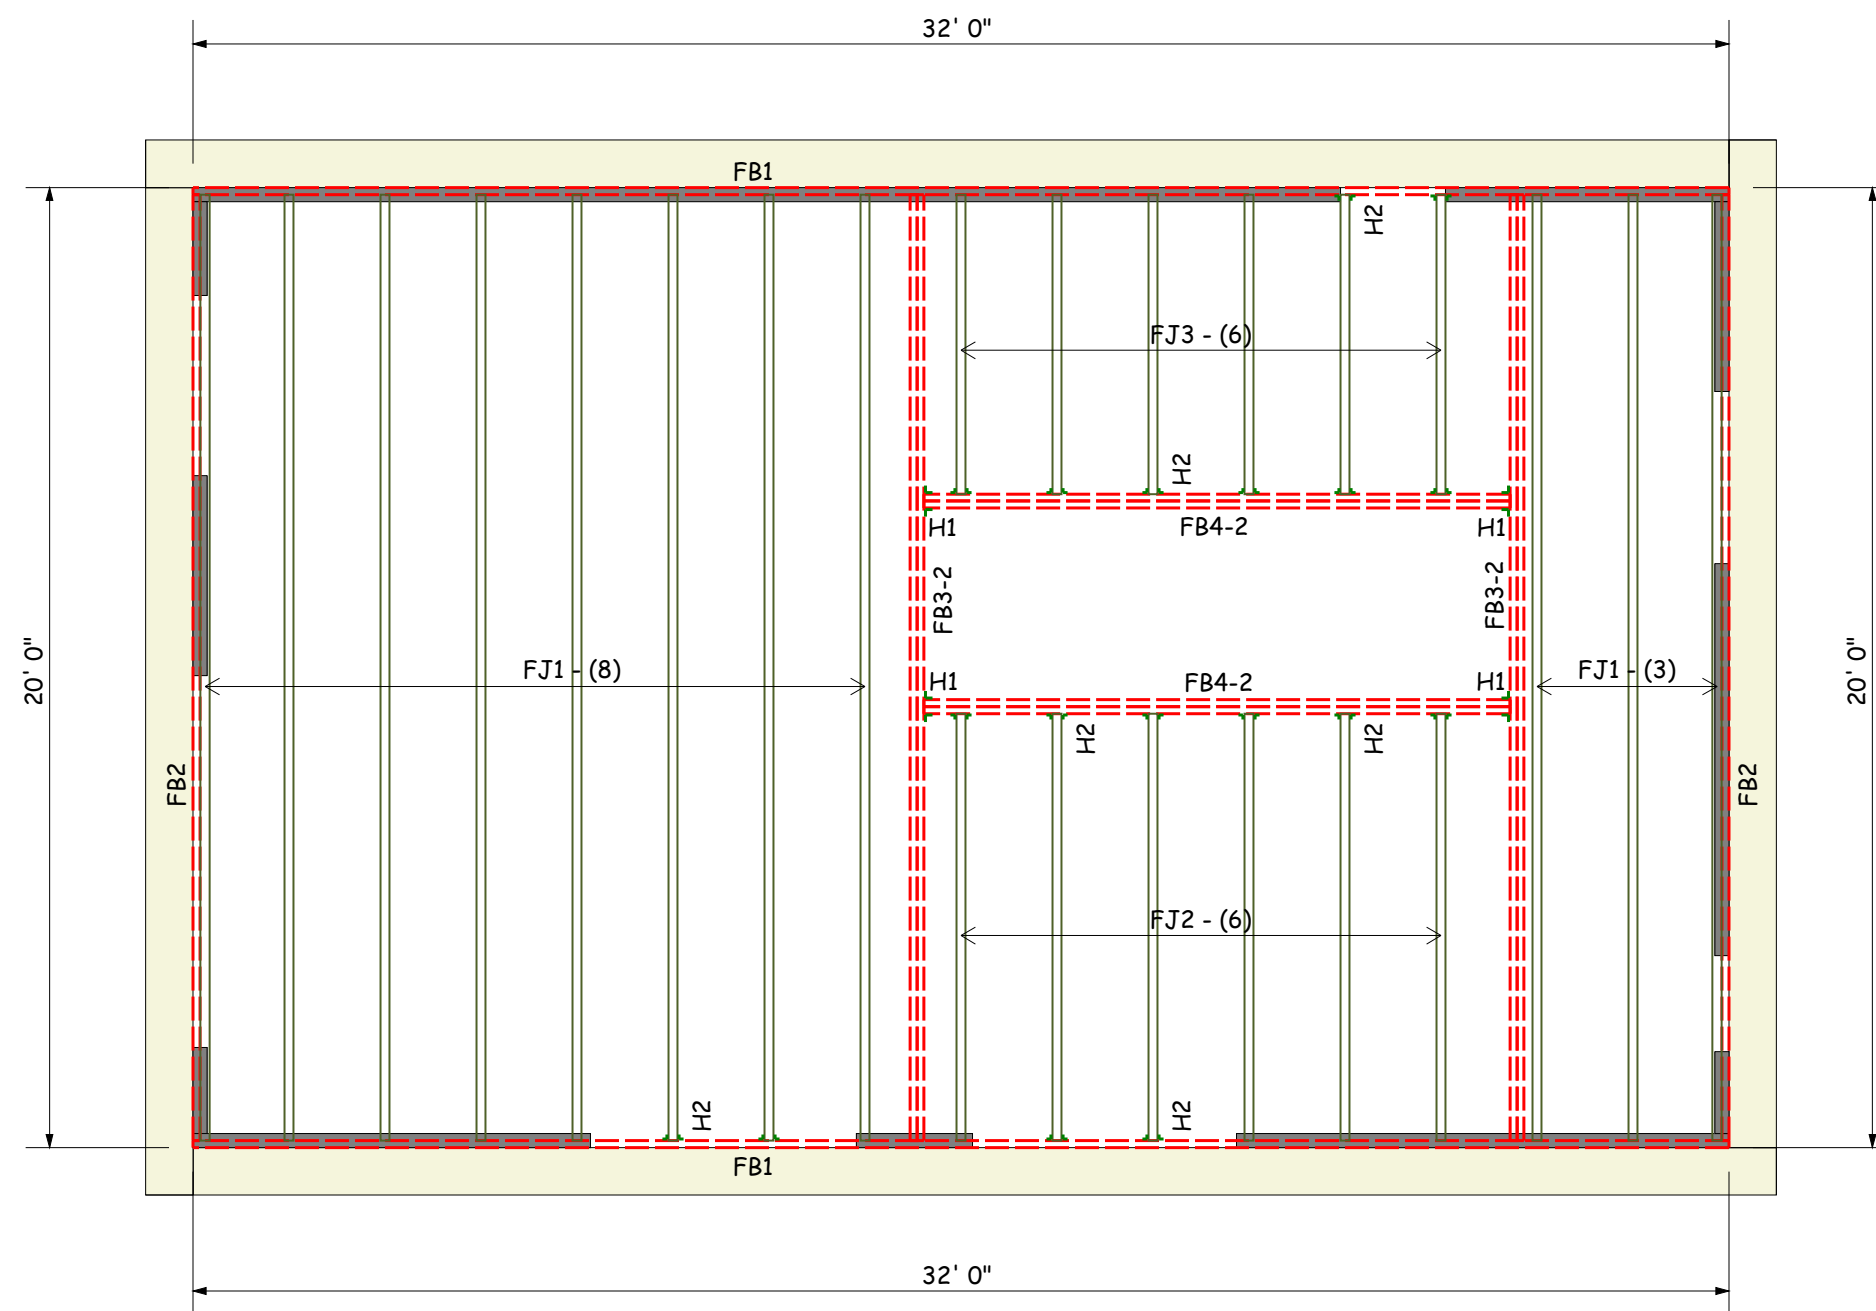 32' 0"
FB1
H2
FJ3 - (6)
H2
H1
FB4-2
H1
FB3-2
FB3-2
20' 0"
FJ1 - (8)
H1
FB4-2
H1
FJ1 - (3)
20' 0"
H2
H2
FB2
FB2
FJ2 - (6)
H2
H2
FB1
32' 0"